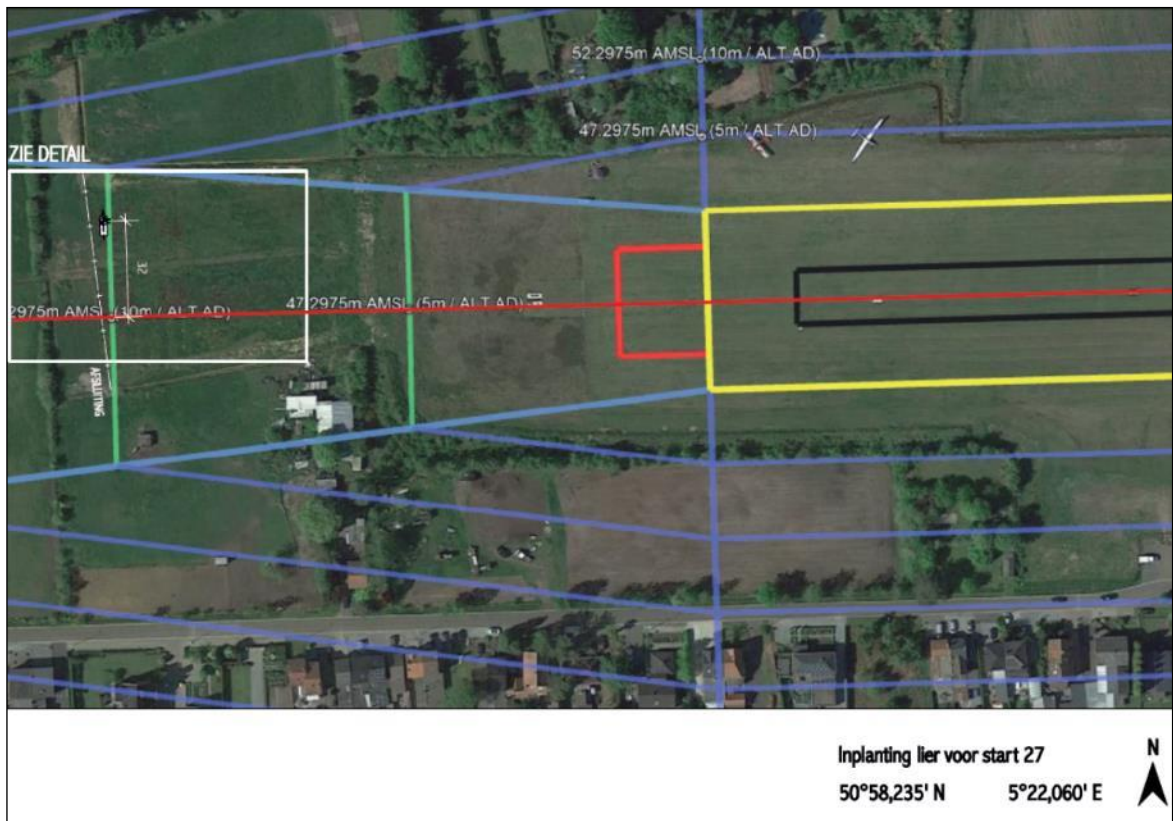 52.2975m AMSL (10m / ALT AD)
47.2975m AMSL (5m / ALT AD)
ZIE DETAIL
32
2975m AMSL (10m / ALT AD)
47.2975m AMSL (5m / ALT AD)
AFSLUITING
Inplanting lier voor start 27
N
50°58,235' N 5°22,060' E